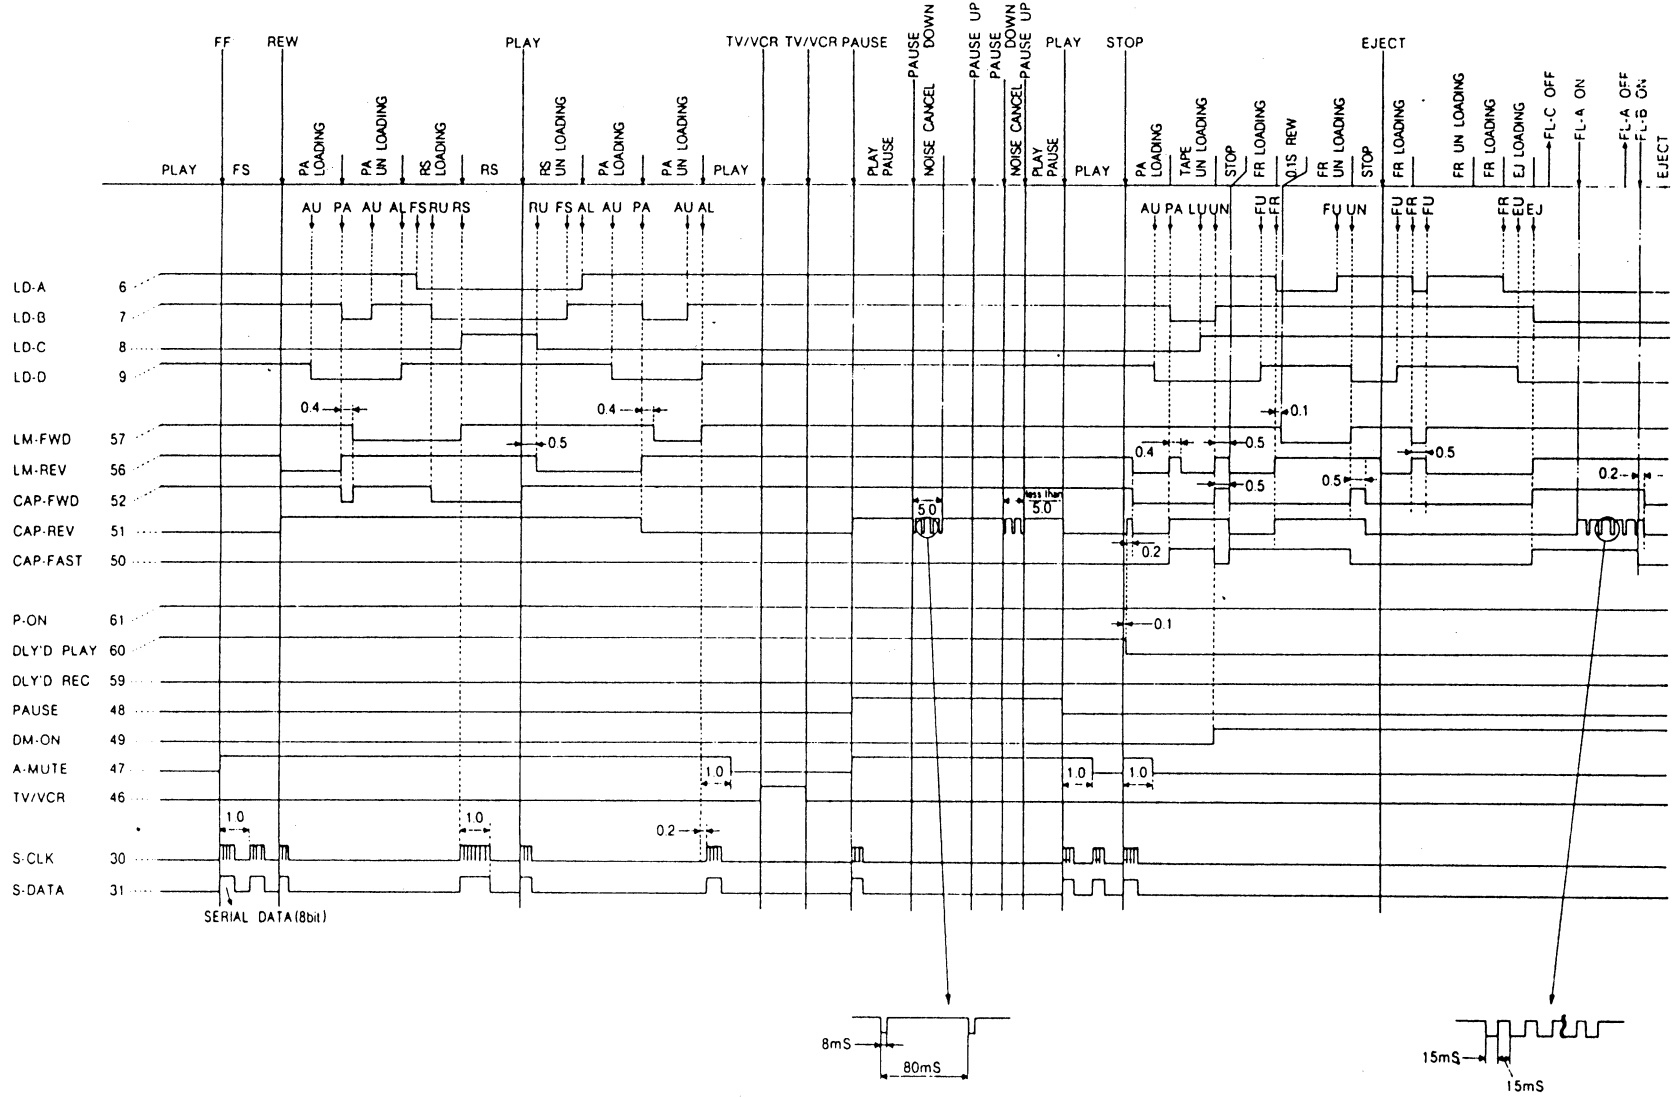 FF REW PLAY TV/VCR TV/VCR PAUSE PAUSE DOWN PAUSE UP PAUSE DOWN PAUSE UP PLAY STOP EJECT
PLAY FS PA LOADING PA UN LOADING RS LOADING RS RS UN LOADING PA LOADING PA UN LOADING PLAY PLAY PAUSE NOISE CANCEL NOISE CANCEL PLAY PAUSE PLAY PA LOADING TAPE UN LOADING STOP FR LOADING 0.1S REW FR UN LOADING STOP FR LOADING FR UN LOADING FR LOADING EJ LOADING FL-C OFF FL-A ON FL-A OFF FL-B ON EJECT
AU PA AU AL FS RU RS RU FS AL AU PA AU AL AU PA LU UN FU FR FU UN FU FR FU FR EU EJ
LD-A 6
LD-B 7
LD-C 8
LD-D 9
0.4 0.4 0.1
LM-FWD 57 0.5 0.4 0.5 0.5
LM-REV 56 0.5 0.5 0.2
CAP-FWD 52 5.0 less than 5.0
CAP-REV 51 0.2
CAP-FAST 50
P-ON 61 0.1
DLY'D PLAY 60
DLY'D REC 59
PAUSE 48
DM-ON 49
A-MUTE 47 1.0 1.0 1.0
TV/VCR 46
1.0 1.0 0.2
S-CLK 30
S-DATA 31
SERIAL DATA (8bit)
8mS
80mS
15mS
15mS